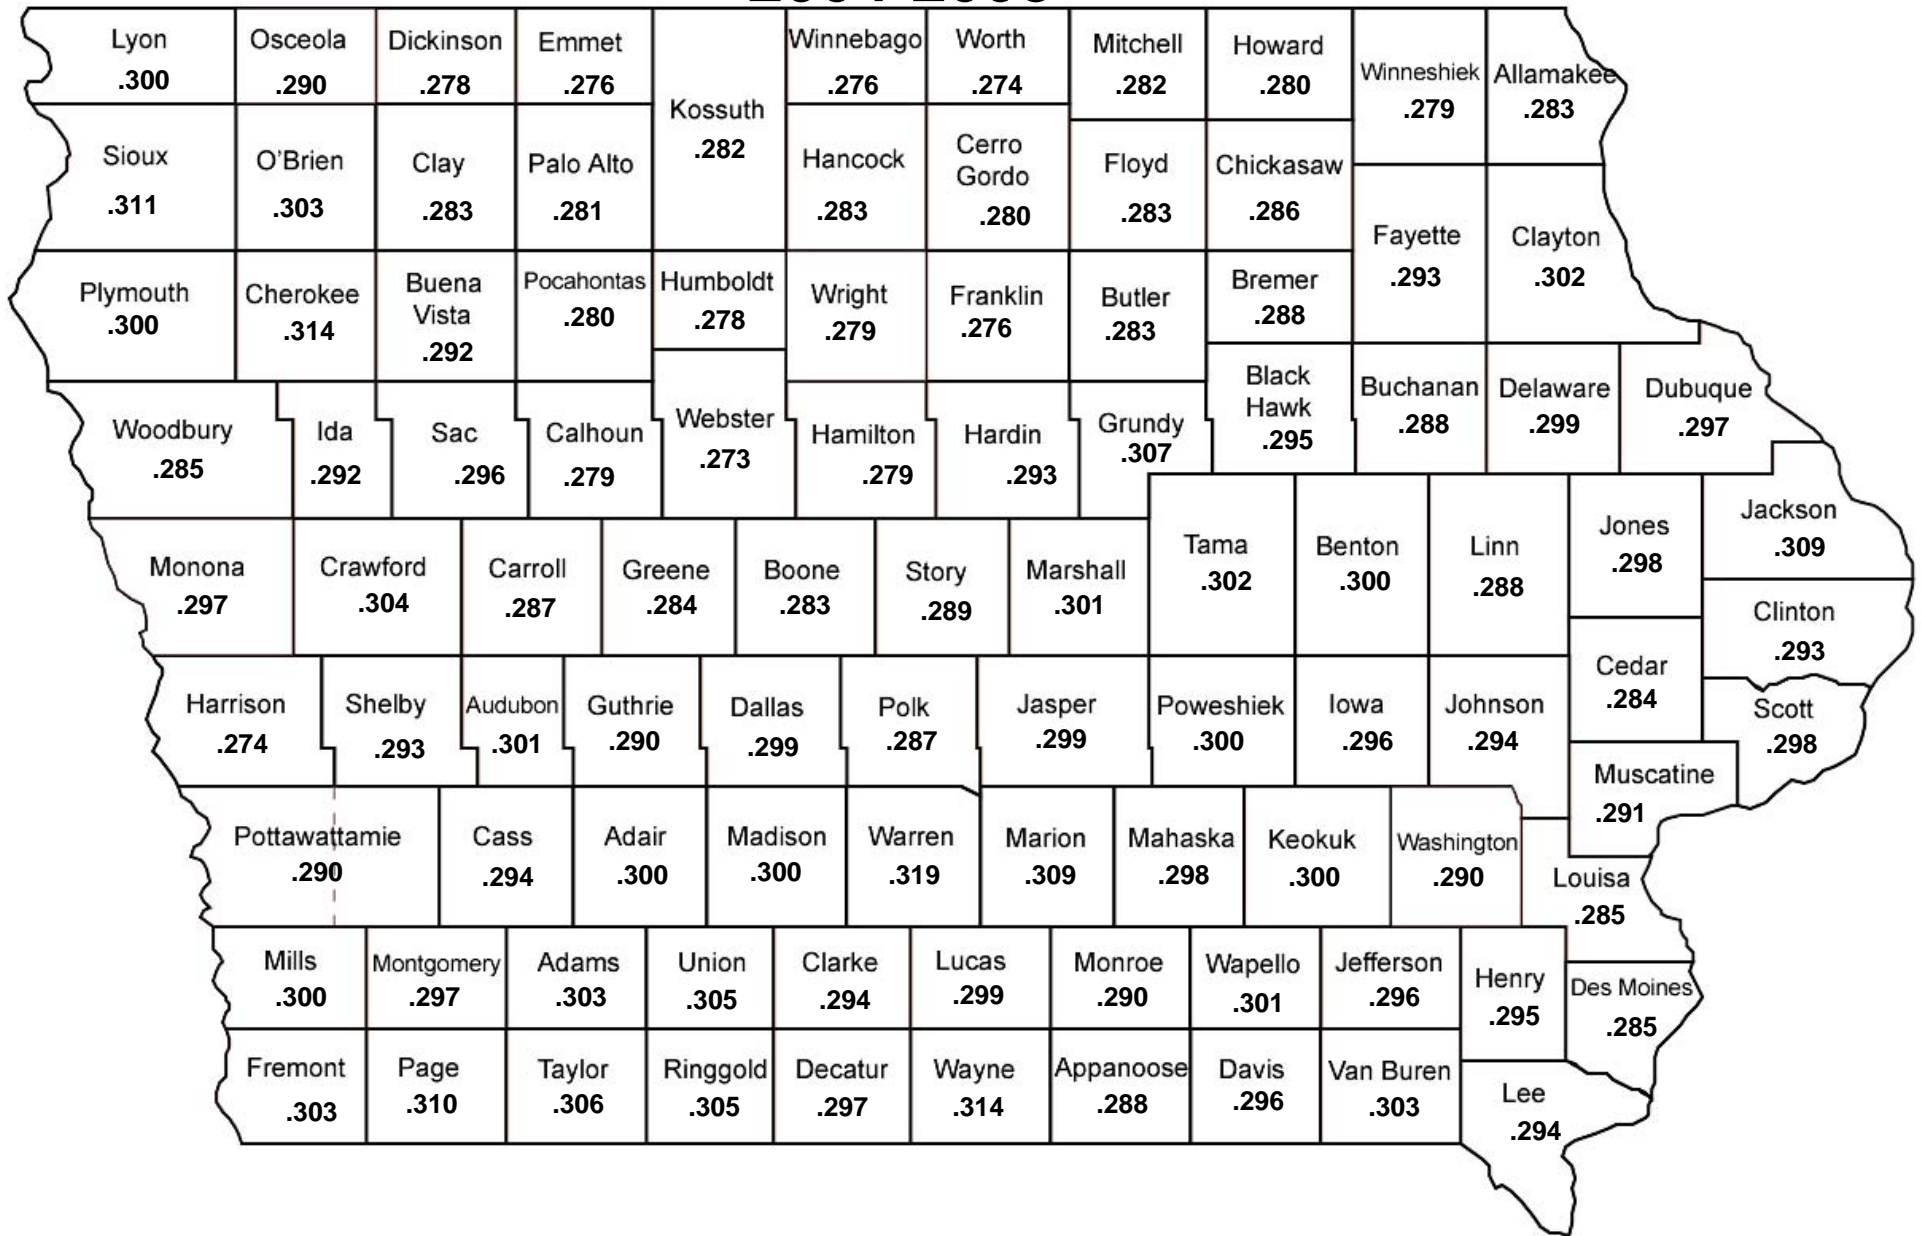 Lyon
.300
Osceola
.290
Dickinson
.278
Emmet
.276
Kossuth
.282
Winnebago
.276
Worth
.274
Mitchell
.282
Howard
.280
Winneshiek
.279
Allamakee
.283
Sioux
.311
O'Brien
.303
Clay
.283
Palo Alto
.281
Hancock
.283
Cerro
Gordo
.280
Floyd
.283
Chickasaw
.286
Fayette
.293
Clayton
.302
Plymouth
.300
Cherokee
.314
Buena
Vista
.292
Pocahontas
.280
Humboldt
.278
Wright
.279
Franklin
.276
Butler
.283
Bremer
.288
Woodbury
.285
Ida
.292
Sac
.296
Calhoun
.279
Webster
.273
Hamilton
.279
Hardin
.293
Grundy
.307
Black
Hawk
.295
Buchanan
.288
Delaware
.299
Dubuque
.297
Monona
.297
Crawford
.304
Carroll
.287
Greene
.284
Boone
.283
Story
.289
Marshall
.301
Tama
.302
Benton
.300
Linn
.288
Jones
.298
Jackson
.309
Clinton
.293
Harrison
.274
Shelby
.293
Audubon
.301
Guthrie
.290
Dallas
.299
Polk
.287
Jasper
.299
Poweshiek
.300
Iowa
.296
Johnson
.294
Cedar
.284
Scott
.298
Muscatine
.291
Pottawattamie
.290
Cass
.294
Adair
.300
Madison
.300
Warren
.319
Marion
.309
Mahaska
.298
Keokuk
.300
Washington
.290
Louisa
.285
Mills
.300
Montgomery
.297
Adams
.303
Union
.305
Clarke
.294
Lucas
.299
Monroe
.290
Wapello
.301
Jefferson
.296
Henry
.295
Des Moines
.285
Fremont
.303
Page
.310
Taylor
.306
Ringgold
.305
Decatur
.297
Wayne
.314
Appanoose
.288
Davis
.296
Van Buren
.303
Lee
.294